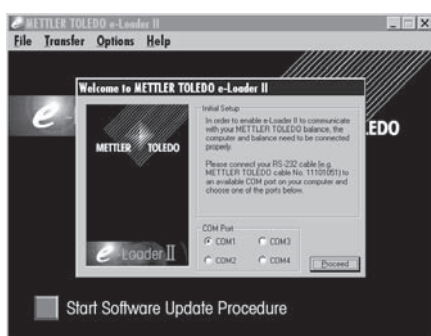 METTLER TOLEDO e-Loader II
File Transfer Options Help
Welcome to METTLER TOLEDO e-Loader II
METTLER TOLEDO
e-Loader II
Initial Setup
In order to enable e-Loader II to communicate
with your METTLER TOLEDO balance, the
computer and balance need to be connected
properly.
Please connect your RS-232 cable (e.g.
METTLER TOLEDO cable No. 11101051) to
an available COM port on your computer and
choose one of the ports below.
COM Port
COM1 COM3
COM2 COM4
Proceed
e
LEDO
Start Software Update Procedure